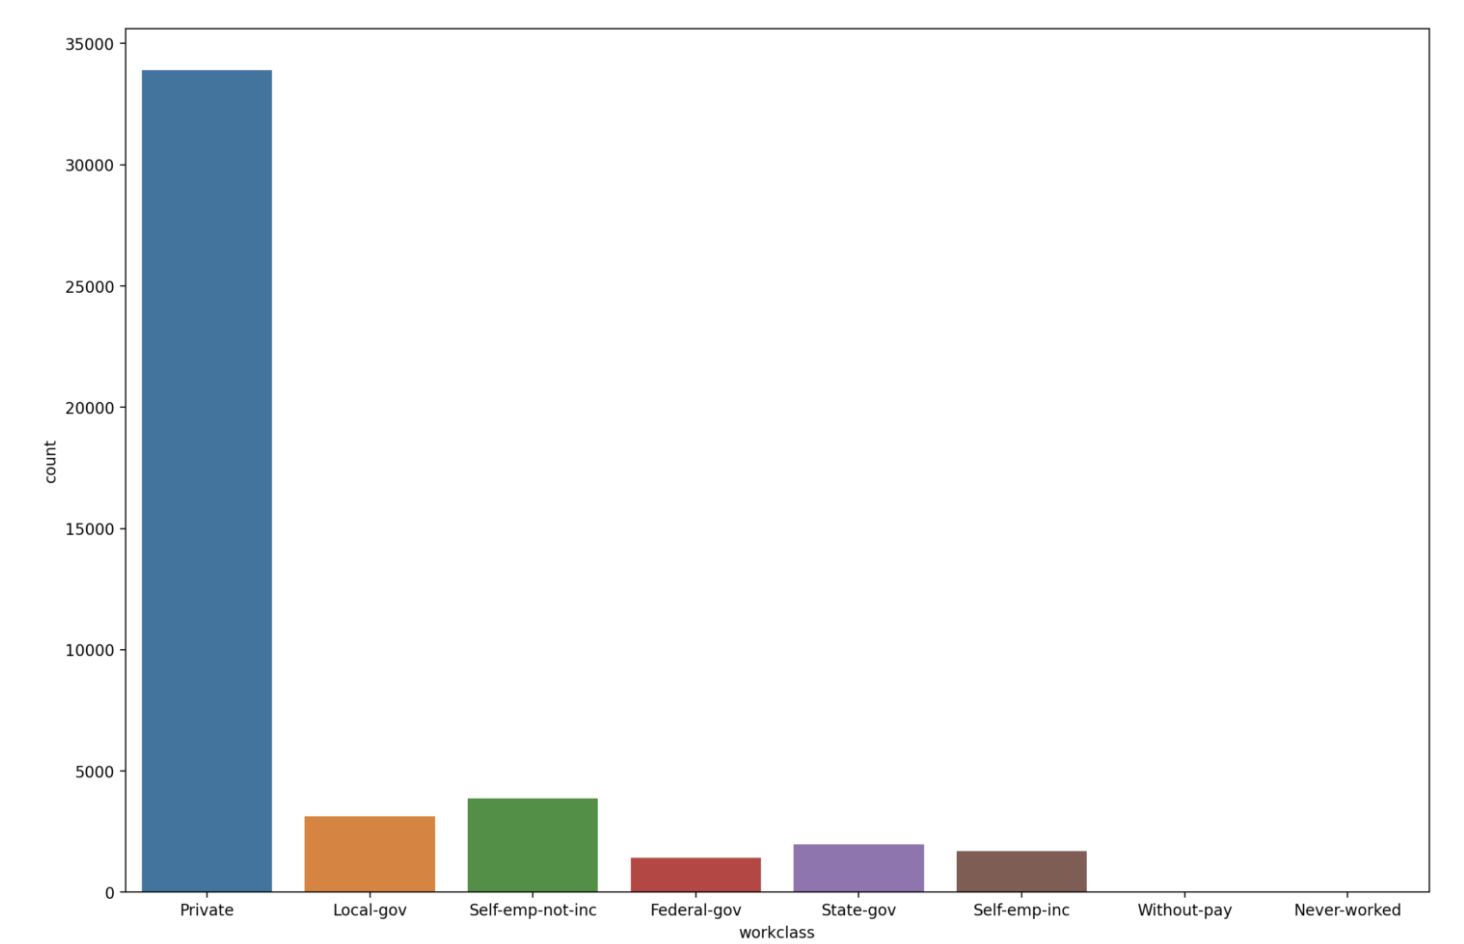 35000
30000
25000
20000
15000
10000
5000
0
count
Private Local-gov Self-emp-not-inc Federal-gov State-gov Self-emp-inc Without-pay Never-worked
workclass